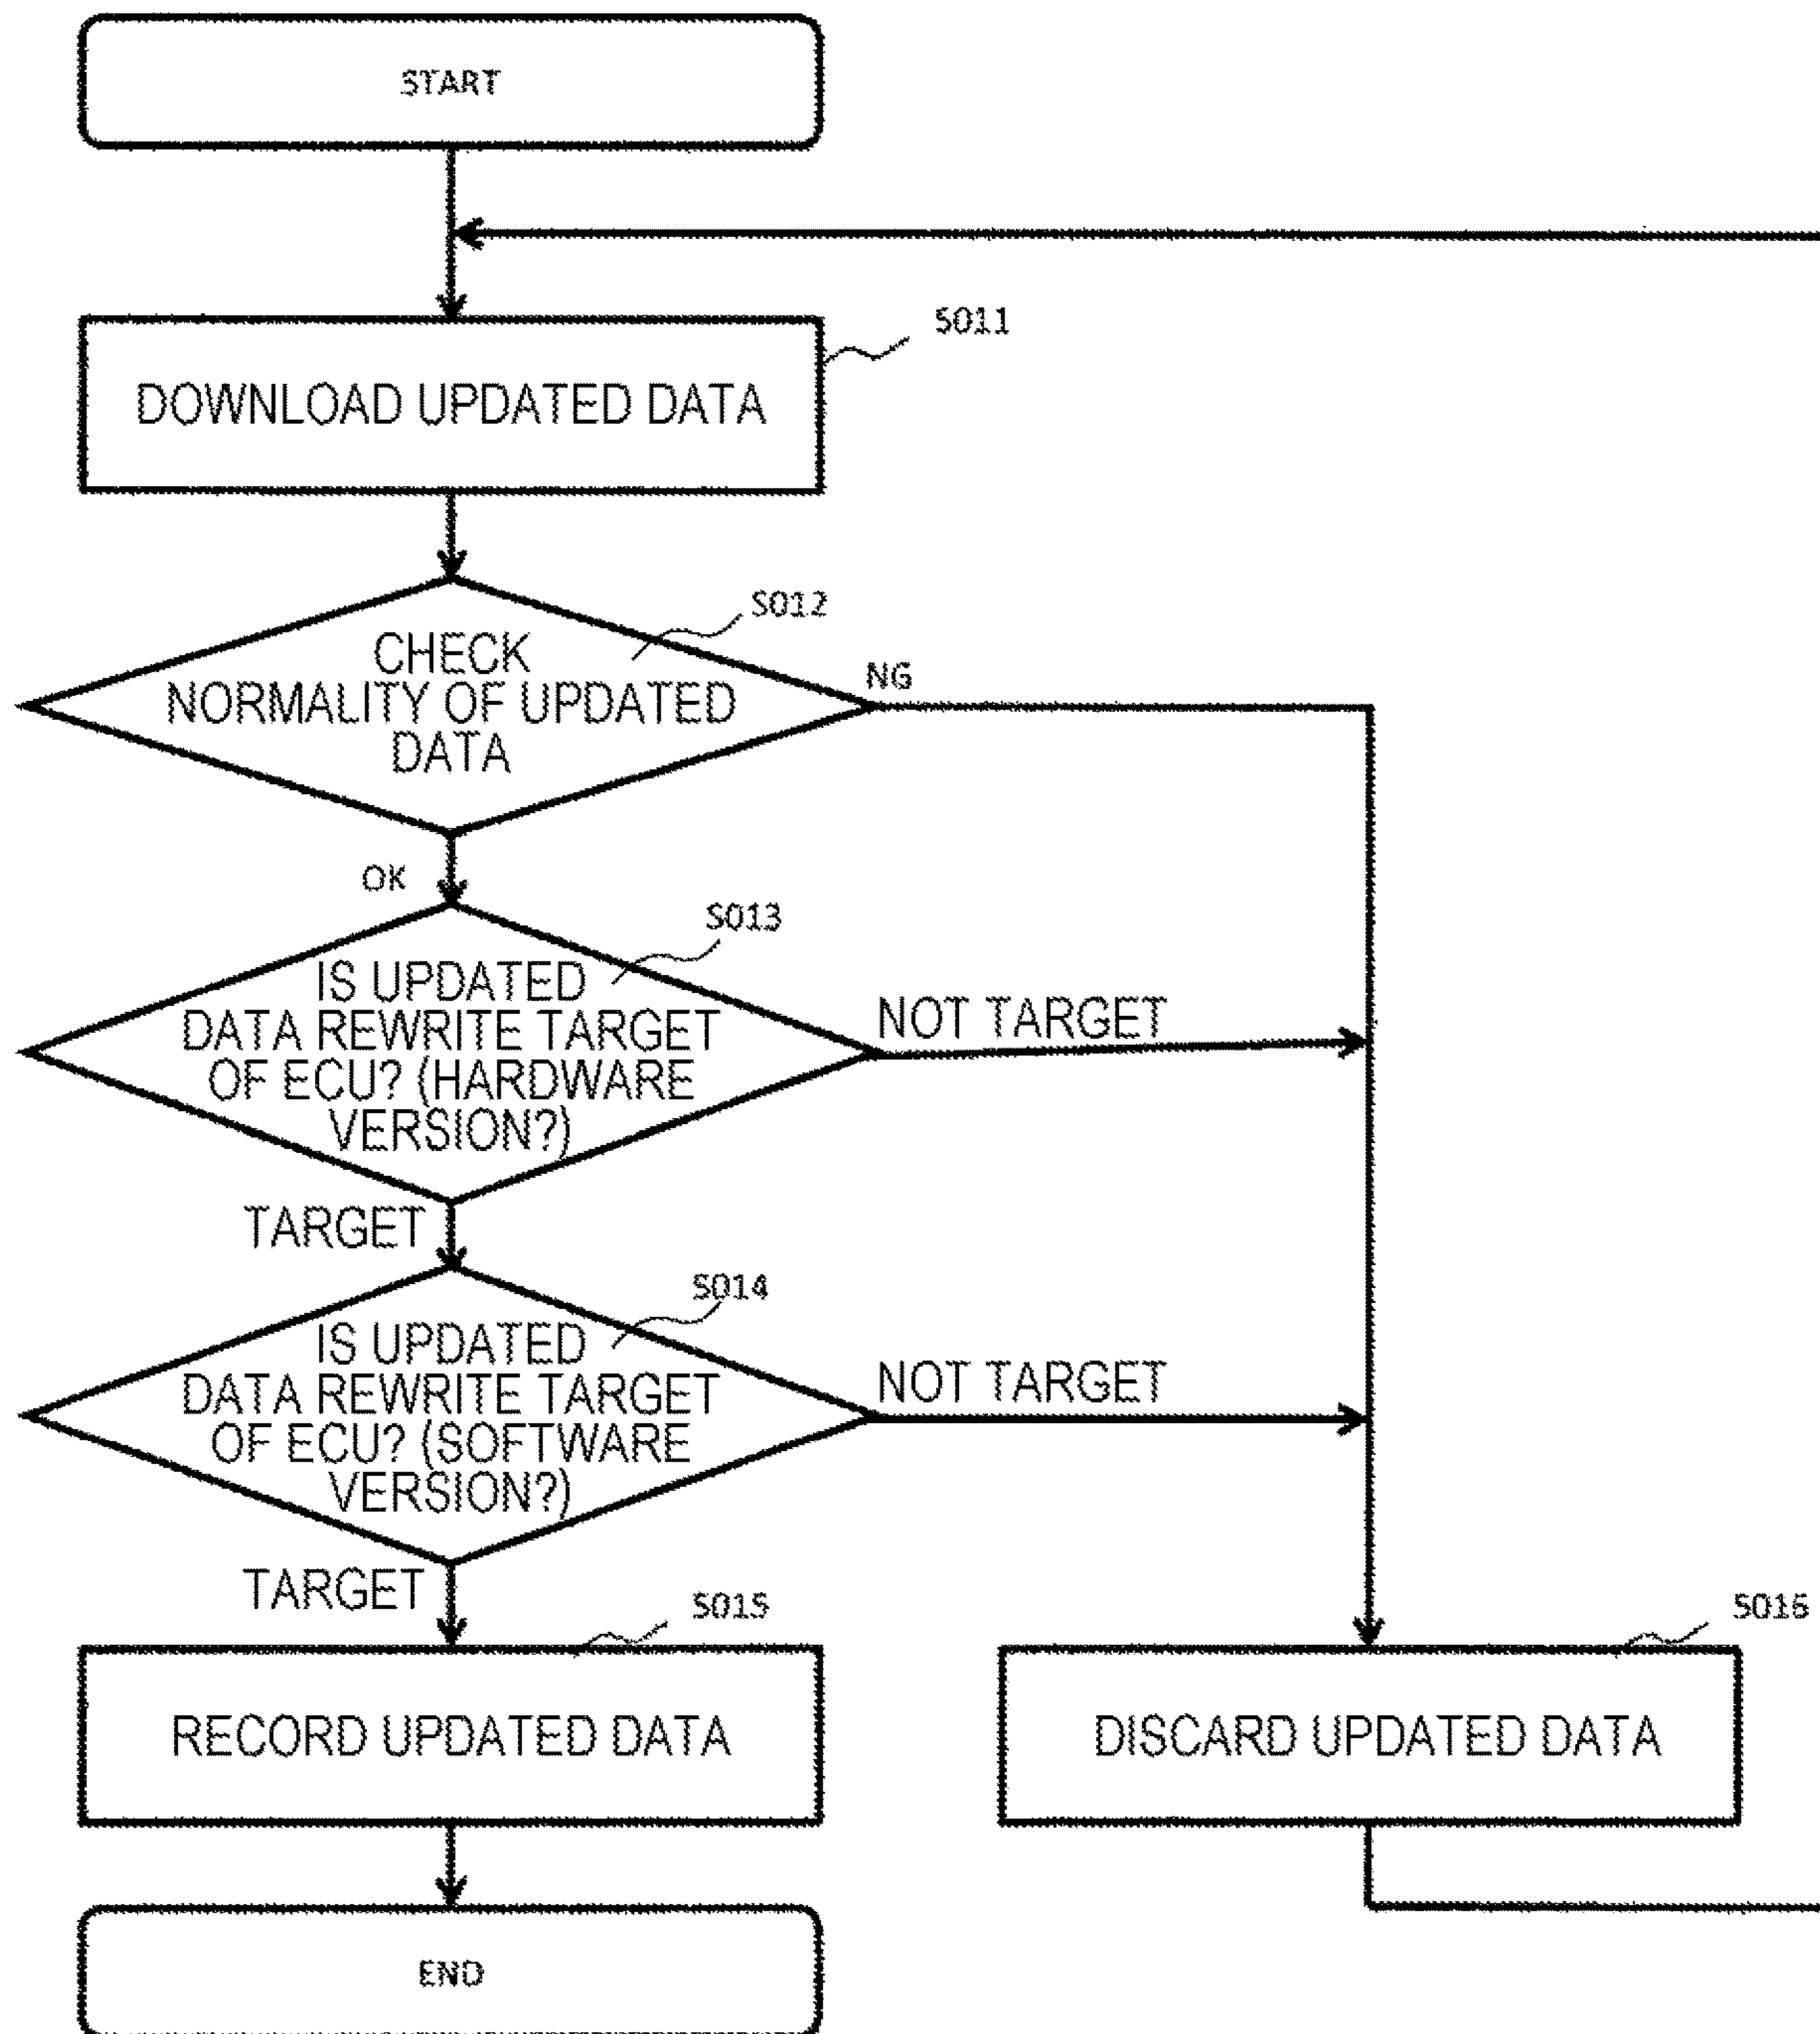 START
S011
DOWNLOAD UPDATED DATA
S012
CHECK
NORMALITY OF UPDATED
DATA
NG
OK
S013
IS UPDATED
DATA REWRITE TARGET
OF ECU? (HARDWARE
VERSION?)
NOT TARGET
TARGET
S014
IS UPDATED
DATA REWRITE TARGET
OF ECU? (SOFTWARE
VERSION?)
NOT TARGET
TARGET
S015
RECORD UPDATED DATA
S016
DISCARD UPDATED DATA
END